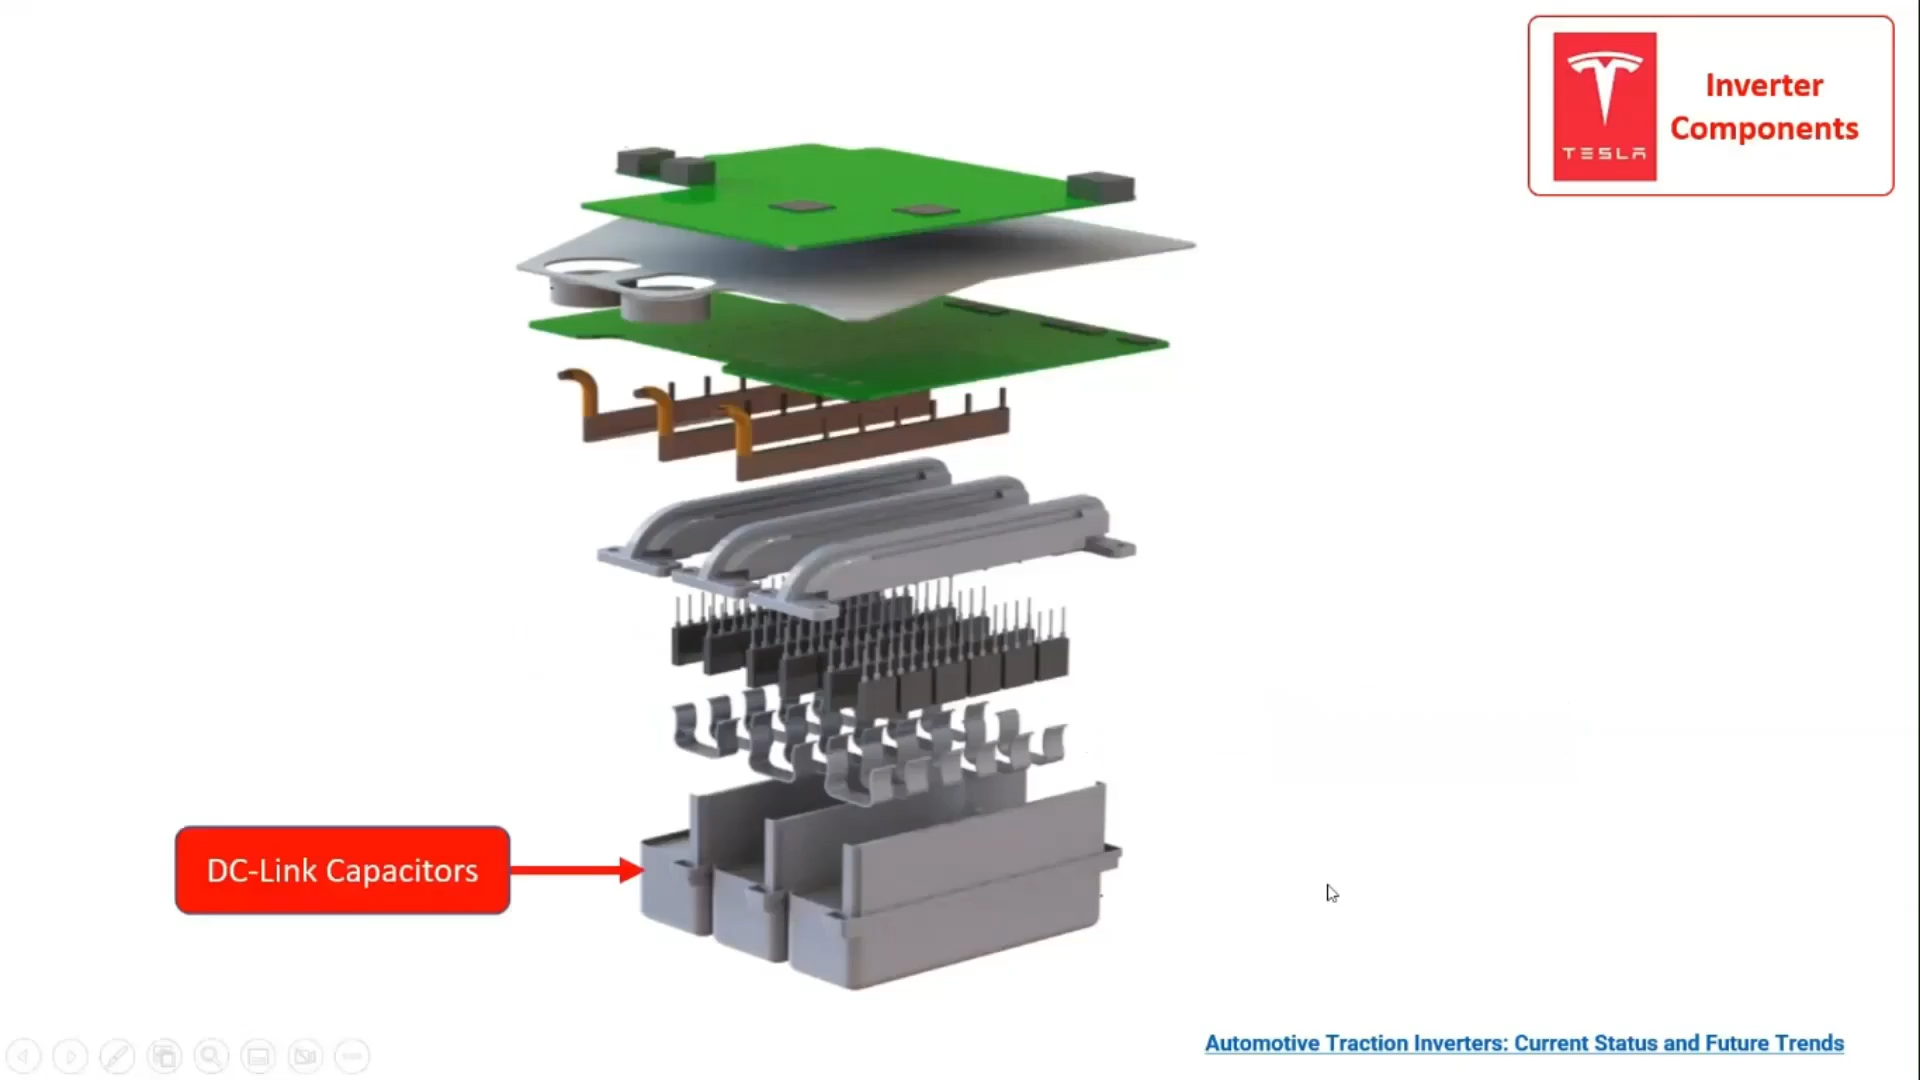 Inverter
Components
TESLA
DC-Link Capacitors
Automotive Traction Inverters: Current Status and Future Trends